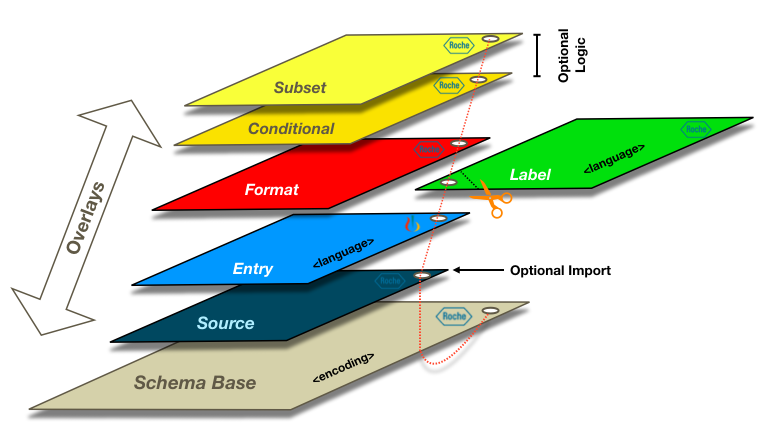 Roche
Subset
Optional
Logic
Roche
Conditional
Roche
Format
Roche
Label
<language>
Overlays
Entry
<language>
Optional Import
Roche
Source
Roche
Schema Base
<encoding>